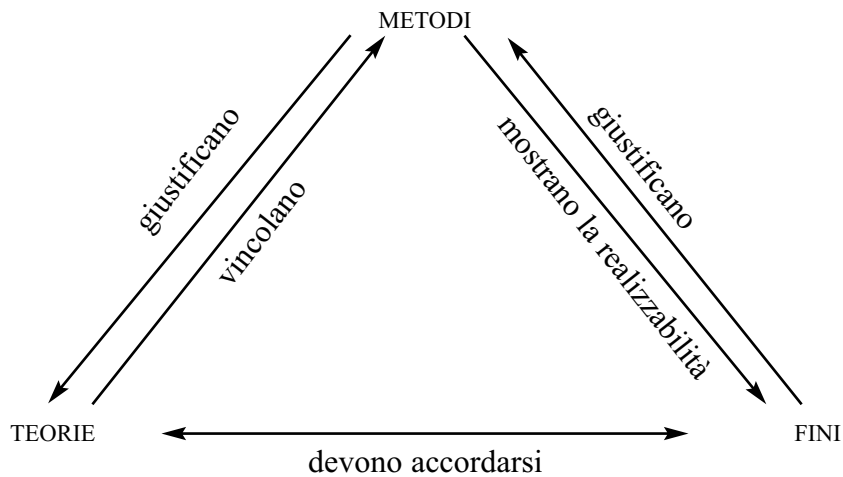 METODI
giustificano
vincolano
mostrano la realizzabilità
giustificano
TEORIE
FINI
devono accordarsi